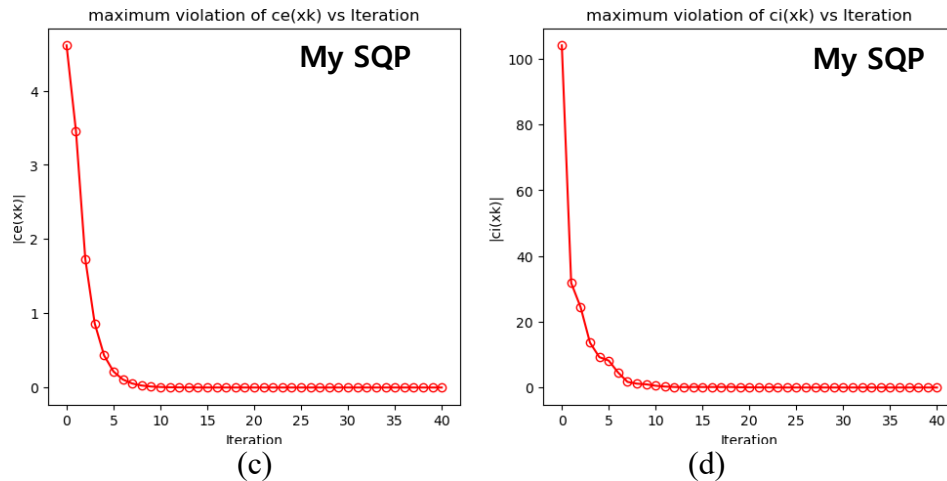 maximum violation of ce(xk) vs Iteration
My SQP
|ce(xk)|
4
3
2
1
0
0 5 10 15 20 25 30 35 40
Iteration
(c)
maximum violation of ci(xk) vs Iteration
My SQP
|ci(xk)|
100
80
60
40
20
0
0 5 10 15 20 25 30 35 40
Iteration
(d)